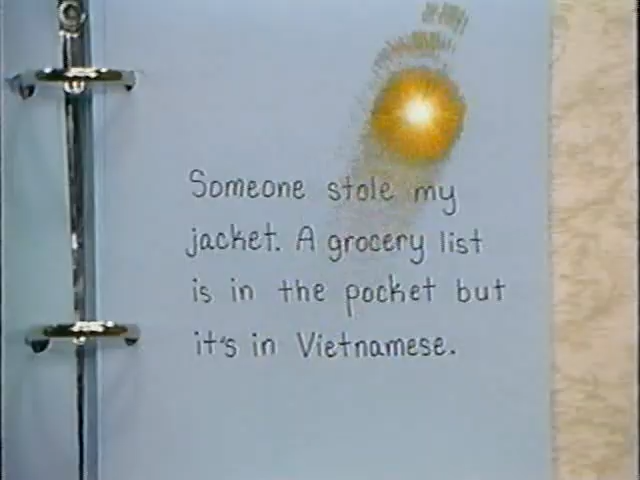 Someone stole my
jacket. A grocery list
is in the pocket but
it's in Vietnamese.